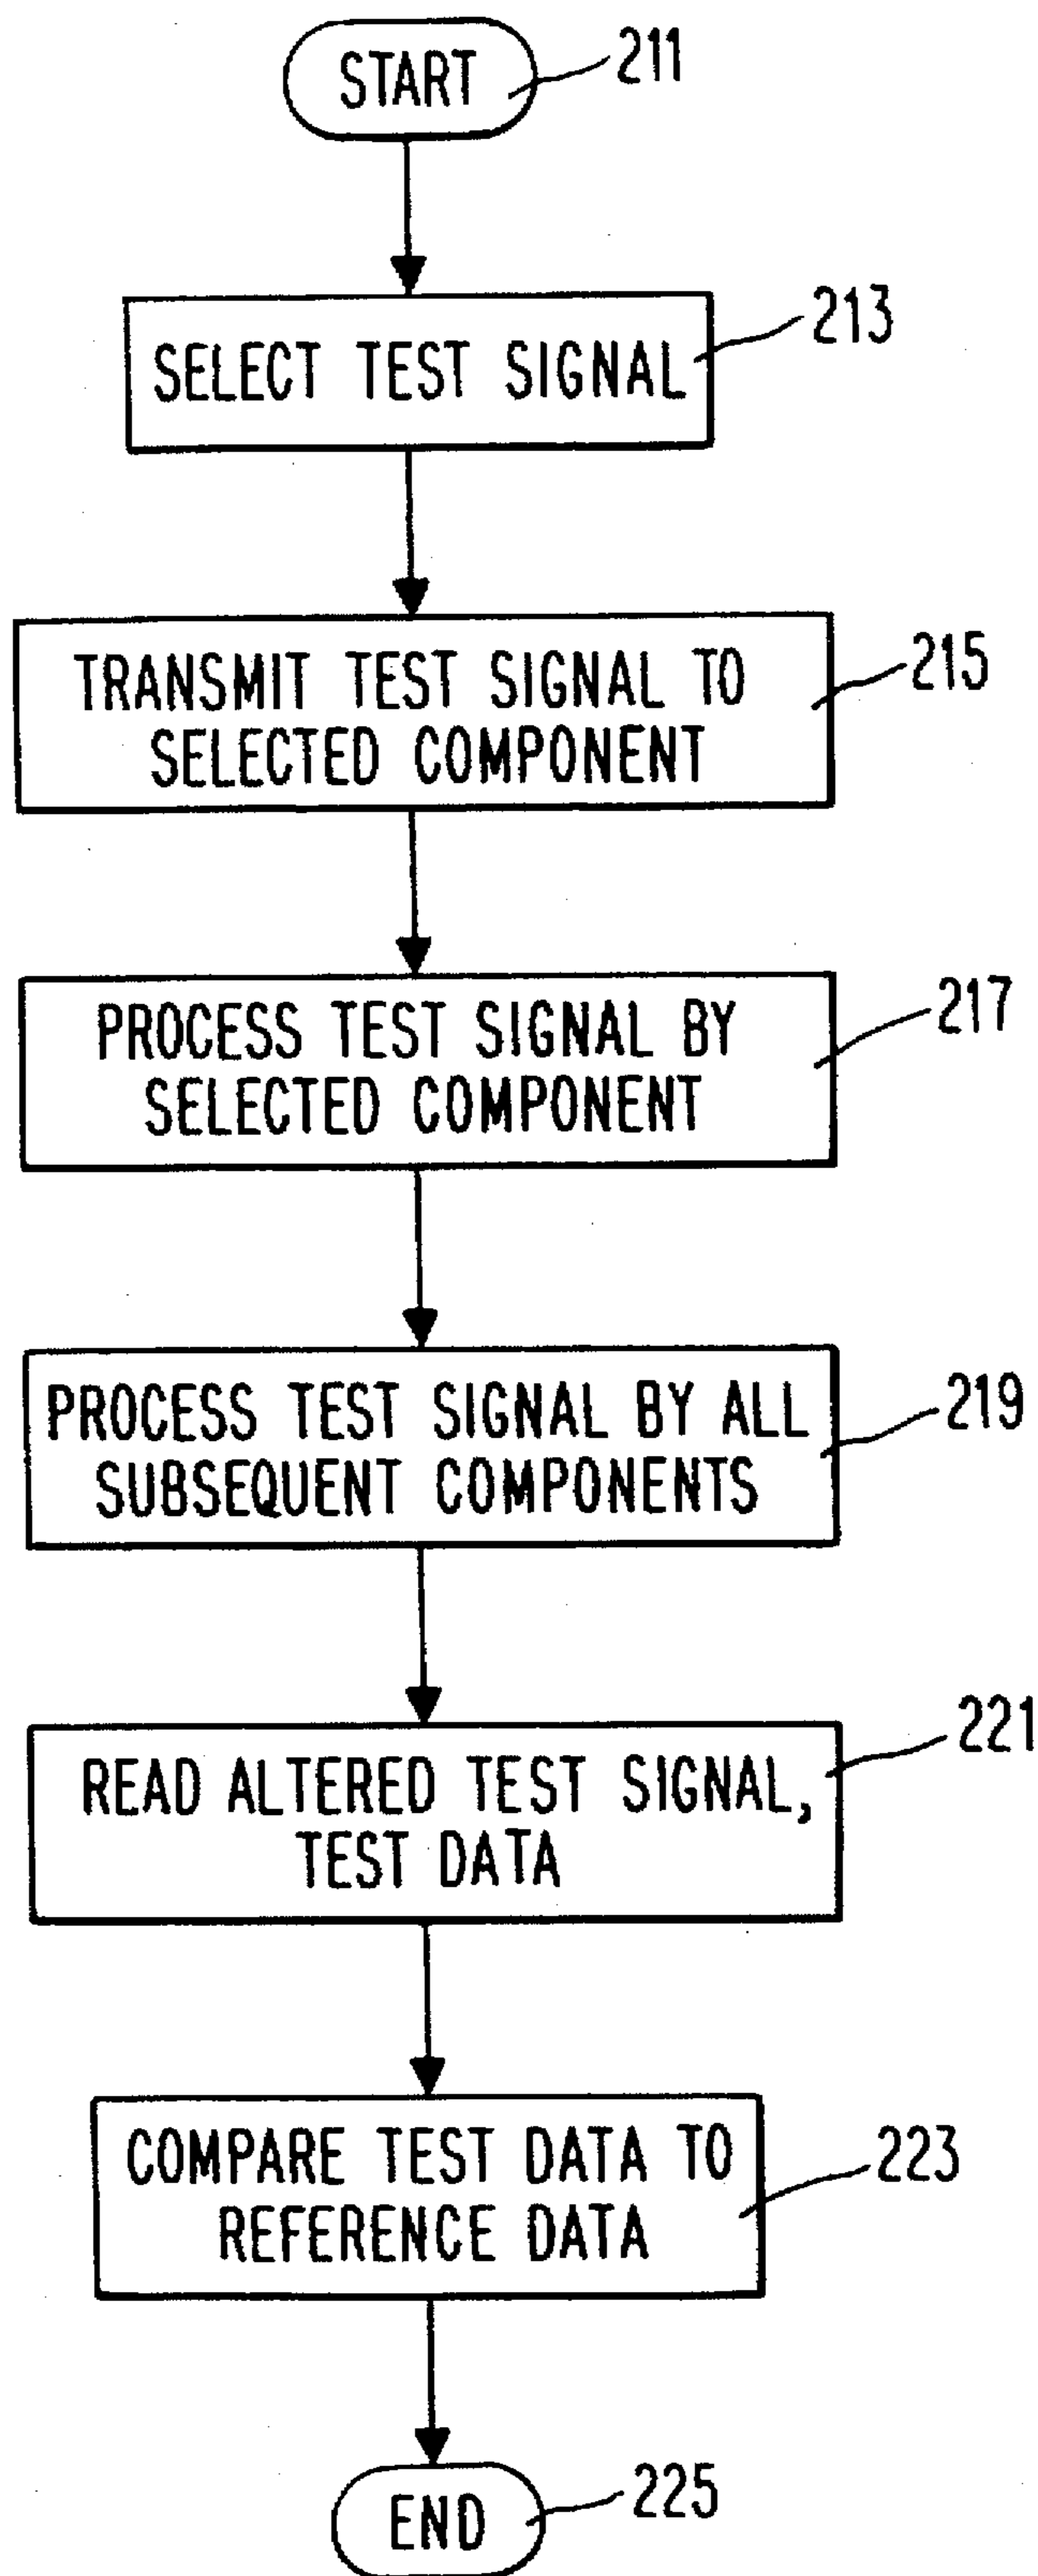 START
211
SELECT TEST SIGNAL
213
TRANSMIT TEST SIGNAL TO
SELECTED COMPONENT
215
PROCESS TEST SIGNAL BY
SELECTED COMPONENT
217
PROCESS TEST SIGNAL BY ALL
SUBSEQUENT COMPONENTS
219
READ ALTERED TEST SIGNAL,
TEST DATA
221
COMPARE TEST DATA TO
REFERENCE DATA
223
END
225